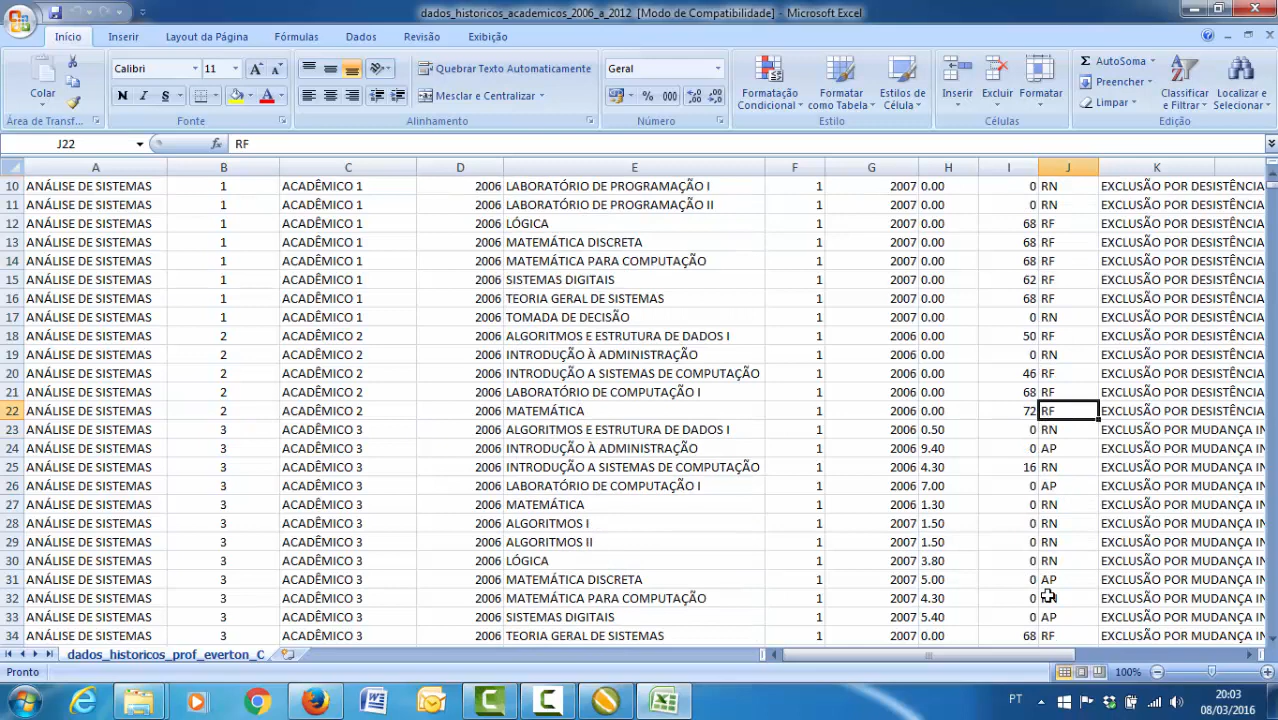 dados_historicos_academicos_2006_a_2012 [Modo de Compatibilidade] - Microsoft Excel
Início Inserir Layout da Página Fórmulas Dados Revisão Exibição
Calibri 11 Quebrar Texto Automaticamente Geral AutoSoma
Colar Mesclar e Centralizar Formatação Condicional Formatar como Tabela Estilos de Célula Inserir Excluir Formatar Preencher Limpar Classificar e Filtrar Localizar e Selecionar
N I S % 000
Área de Transf... Fonte Alinhamento Número Estilo Células Edição
J22 fx RF
A B C D E F G H I J K
10 ANÁLISE DE SISTEMAS 1 ACADÊMICO 1 2006 LABORATÓRIO DE PROGRAMAÇÃO I 1 2007 0.00 0 RN EXCLUSÃO POR DESISTÊNCIA
11 ANÁLISE DE SISTEMAS 1 ACADÊMICO 1 2006 LABORATÓRIO DE PROGRAMAÇÃO II 1 2007 0.00 0 RN EXCLUSÃO POR DESISTÊNCIA
12 ANÁLISE DE SISTEMAS 1 ACADÊMICO 1 2006 LÓGICA 1 2007 0.00 68 RF EXCLUSÃO POR DESISTÊNCIA
13 ANÁLISE DE SISTEMAS 1 ACADÊMICO 1 2006 MATEMÁTICA DISCRETA 1 2007 0.00 68 RF EXCLUSÃO POR DESISTÊNCIA
14 ANÁLISE DE SISTEMAS 1 ACADÊMICO 1 2006 MATEMÁTICA PARA COMPUTAÇÃO 1 2007 0.00 68 RF EXCLUSÃO POR DESISTÊNCIA
15 ANÁLISE DE SISTEMAS 1 ACADÊMICO 1 2006 SISTEMAS DIGITAIS 1 2007 0.00 62 RF EXCLUSÃO POR DESISTÊNCIA
16 ANÁLISE DE SISTEMAS 1 ACADÊMICO 1 2006 TEORIA GERAL DE SISTEMAS 1 2007 0.00 68 RF EXCLUSÃO POR DESISTÊNCIA
17 ANÁLISE DE SISTEMAS 1 ACADÊMICO 1 2006 TOMADA DE DECISÃO 1 2007 0.00 0 RN EXCLUSÃO POR DESISTÊNCIA
18 ANÁLISE DE SISTEMAS 2 ACADÊMICO 2 2006 ALGORITMOS E ESTRUTURA DE DADOS I 1 2006 0.00 50 RF EXCLUSÃO POR DESISTÊNCIA
19 ANÁLISE DE SISTEMAS 2 ACADÊMICO 2 2006 INTRODUÇÃO À ADMINISTRAÇÃO 1 2006 0.00 0 RN EXCLUSÃO POR DESISTÊNCIA
20 ANÁLISE DE SISTEMAS 2 ACADÊMICO 2 2006 INTRODUÇÃO A SISTEMAS DE COMPUTAÇÃO 1 2006 0.00 46 RF EXCLUSÃO POR DESISTÊNCIA
21 ANÁLISE DE SISTEMAS 2 ACADÊMICO 2 2006 LABORATÓRIO DE COMPUTAÇÃO I 1 2006 0.00 68 RF EXCLUSÃO POR DESISTÊNCIA
22 ANÁLISE DE SISTEMAS 2 ACADÊMICO 2 2006 MATEMÁTICA 1 2006 0.00 72 RF EXCLUSÃO POR DESISTÊNCIA
23 ANÁLISE DE SISTEMAS 3 ACADÊMICO 3 2006 ALGORITMOS E ESTRUTURA DE DADOS I 1 2006 0.50 0 RN EXCLUSÃO POR MUDANÇA IN
24 ANÁLISE DE SISTEMAS 3 ACADÊMICO 3 2006 INTRODUÇÃO À ADMINISTRAÇÃO 1 2006 9.40 0 AP EXCLUSÃO POR MUDANÇA IN
25 ANÁLISE DE SISTEMAS 3 ACADÊMICO 3 2006 INTRODUÇÃO A SISTEMAS DE COMPUTAÇÃO 1 2006 4.30 16 RN EXCLUSÃO POR MUDANÇA IN
26 ANÁLISE DE SISTEMAS 3 ACADÊMICO 3 2006 LABORATÓRIO DE COMPUTAÇÃO I 1 2006 7.00 0 AP EXCLUSÃO POR MUDANÇA IN
27 ANÁLISE DE SISTEMAS 3 ACADÊMICO 3 2006 MATEMÁTICA 1 2006 1.30 0 RN EXCLUSÃO POR MUDANÇA IN
28 ANÁLISE DE SISTEMAS 3 ACADÊMICO 3 2006 ALGORITMOS I 1 2007 1.50 0 RN EXCLUSÃO POR MUDANÇA IN
29 ANÁLISE DE SISTEMAS 3 ACADÊMICO 3 2006 ALGORITMOS II 1 2007 1.50 0 RN EXCLUSÃO POR MUDANÇA IN
30 ANÁLISE DE SISTEMAS 3 ACADÊMICO 3 2006 LÓGICA 1 2007 3.80 0 RN EXCLUSÃO POR MUDANÇA IN
31 ANÁLISE DE SISTEMAS 3 ACADÊMICO 3 2006 MATEMÁTICA DISCRETA 1 2007 5.00 0 AP EXCLUSÃO POR MUDANÇA IN
32 ANÁLISE DE SISTEMAS 3 ACADÊMICO 3 2006 MATEMÁTICA PARA COMPUTAÇÃO 1 2007 4.30 0 EXCLUSÃO POR MUDANÇA IN
33 ANÁLISE DE SISTEMAS 3 ACADÊMICO 3 2006 SISTEMAS DIGITAIS 1 2007 5.40 0 AP EXCLUSÃO POR MUDANÇA IN
34 ANÁLISE DE SISTEMAS 3 ACADÊMICO 3 2006 TEORIA GERAL DE SISTEMAS 1 2007 0.00 68 RF EXCLUSÃO POR MUDANÇA IN
dados_historicos_prof_everton_C
Pronto 100%
PT 20:03
08/03/2016